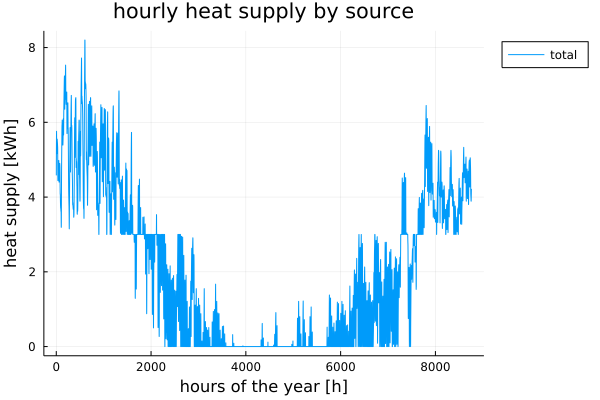 hourly heat supply by source
total
heat supply [kWh]
8
6
4
2
0
0
2000
4000
6000
8000
hours of the year [h]